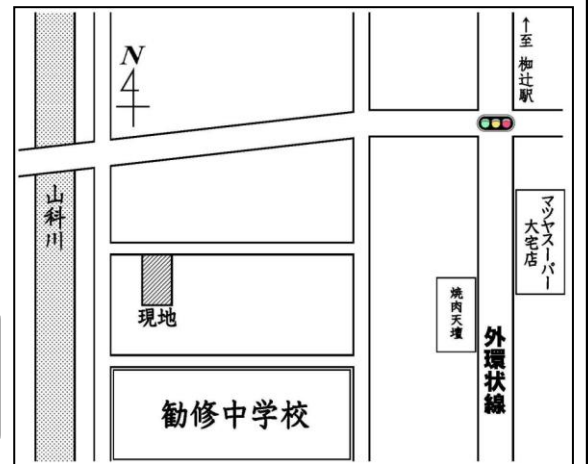 N
↑至 椥辻駅
山科川
マツヤスーパー
大宅店
焼肉天壇
現地
外環状線
勧修中学校